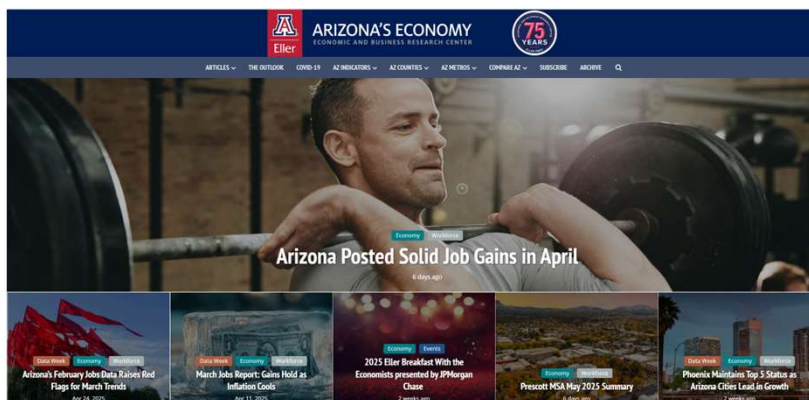 A
Eller
ARIZONA'S ECONOMY
ECONOMIC AND BUSINESS RESEARCH CENTER
75
YEARS
ARTICLES
THE OUTLOOK
COVID-19
AZ INDICATORS
AZ COUNTIES
AZ METROS
COMPARE AZ
SUBSCRIBE
ARCHIVE
Economy
Workforce
Arizona Posted Solid Job Gains in April
6 days ago
Data Week
Economy
Workforce
Arizona's February Jobs Data Raises Red
Flags for March Trends
Apr 24, 2025
Data Week
Economy
Workforce
March Jobs Report: Gains Hold as
Inflation Cools
Apr 11, 2025
Economy
Events
2025 Eller Breakfast With the
Economists presented by JPMorgan
Chase
2 weeks ago
Economy
Workforce
Prescott MSA May 2025 Summary
6 days ago
Data Week
Economy
Workforce
Phoenix Maintains Top 5 Status as
Arizona Cities Lead in Growth
2 weeks ago